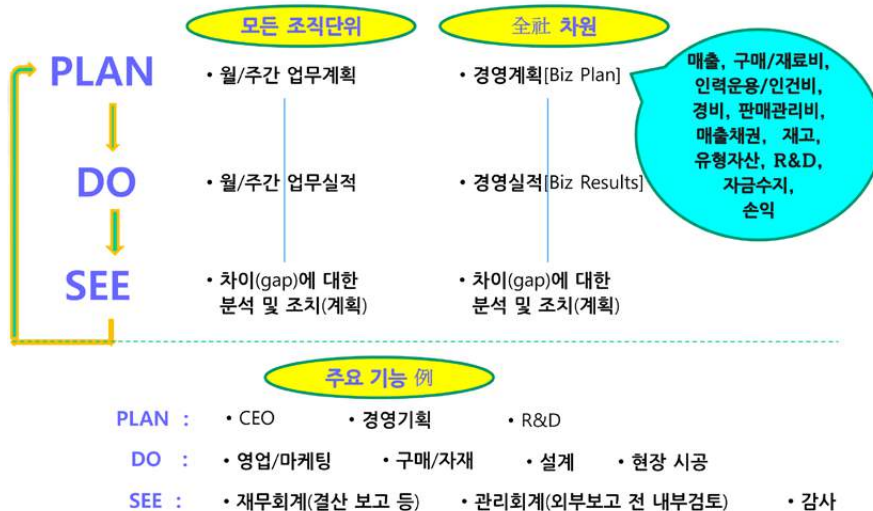 모든 조직단위
全社 차원
PLAN
• 월/주간 업무계획
• 경영계획[Biz Plan]
매출, 구매/재료비,
인력운용/인건비,
경비, 판매관리비,
매출채권, 재고,
유형자산, R&D,
자금수지,
손익
DO
• 월/주간 업무실적
• 경영실적[Biz Results]
SEE
• 차이(gap)에 대한
분석 및 조치(계획)
• 차이(gap)에 대한
분석 및 조치(계획)
주요 기능 例
PLAN : • CEO • 경영기획 • R&D
DO : • 영업/마케팅 • 구매/자재 • 설계 • 현장 시공
SEE : • 재무회계(결산 보고 등) • 관리회계(외부보고 전 내부검토) • 감사